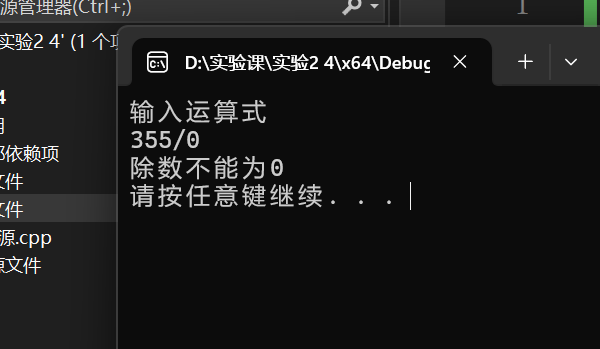 源管理器(Ctrl+;)
1
实验2 4' (1 个项
4
部依赖项
文件
文件
源.cpp
原文件
D:\实验课\实验2 4\x64\Debug
输入运算式
355/0
除数不能为0
请按任意键继续. . .